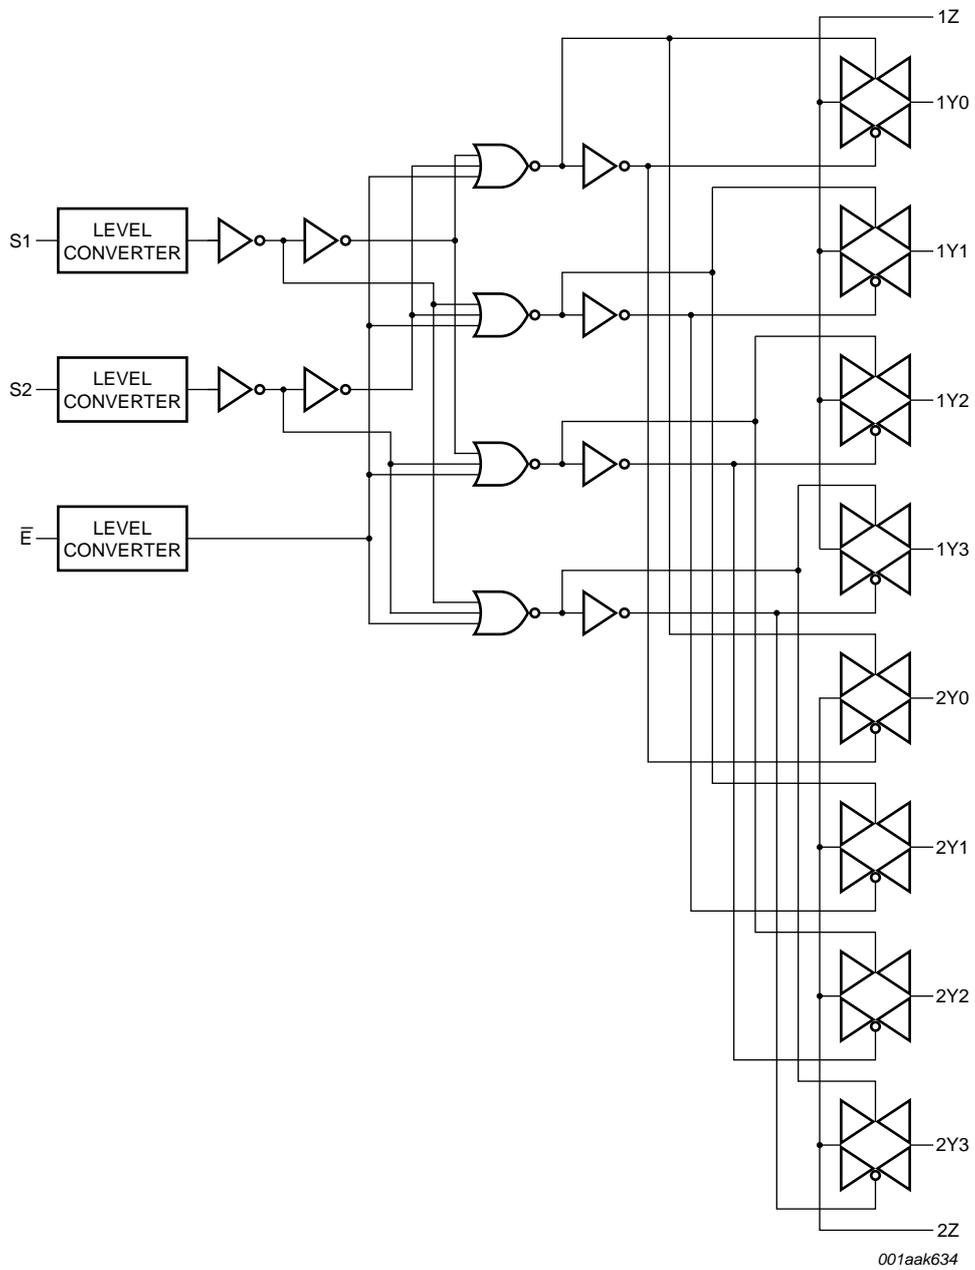 1Z
1Y0
LEVEL
CONVERTER
S1
1Y1
LEVEL
CONVERTER
S2
1Y2
LEVEL
CONVERTER
E̅
1Y3
2Y0
2Y1
2Y2
2Y3
2Z
001aak634